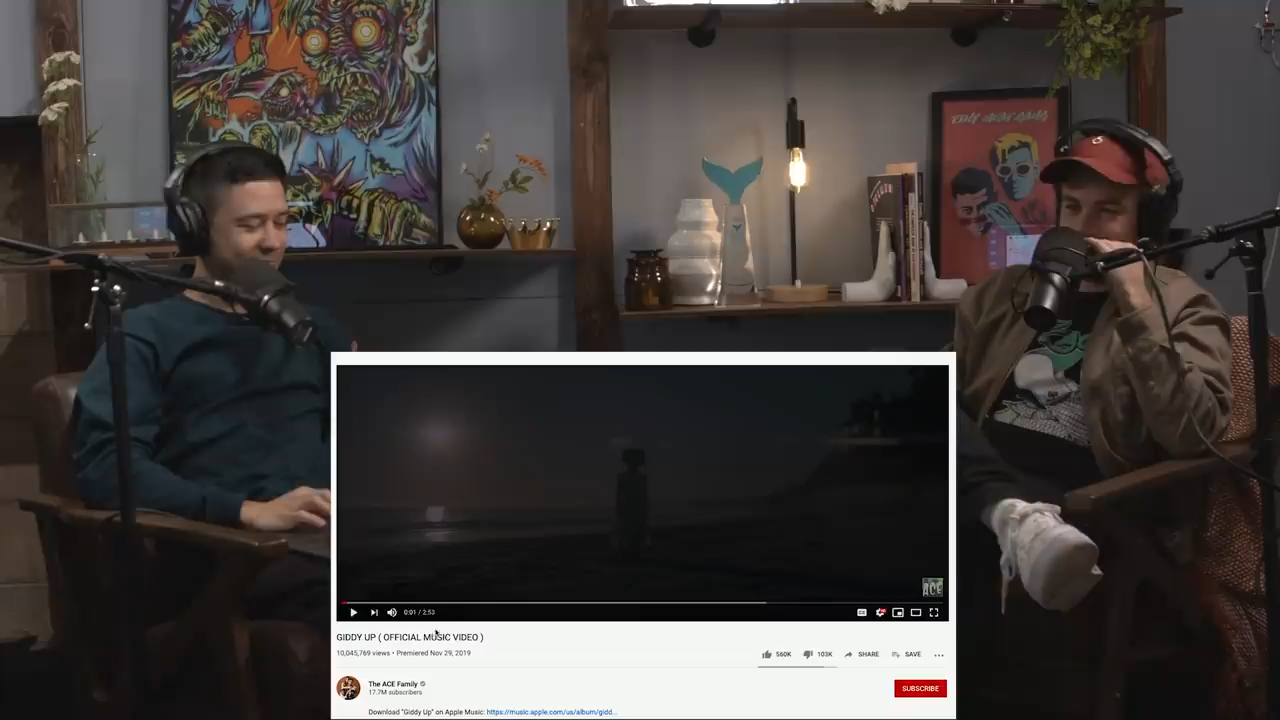 ACE
0:01 / 2:53
GIDDY UP ( OFFICIAL MUSIC VIDEO )
10,045,769 views • Premiered Nov 29, 2019
560K
103K
SHARE
SAVE
The ACE Family
17.7M subscribers
SUBSCRIBE
Download "Giddy Up" on Apple Music: https://music.apple.com/us/album/gidd...